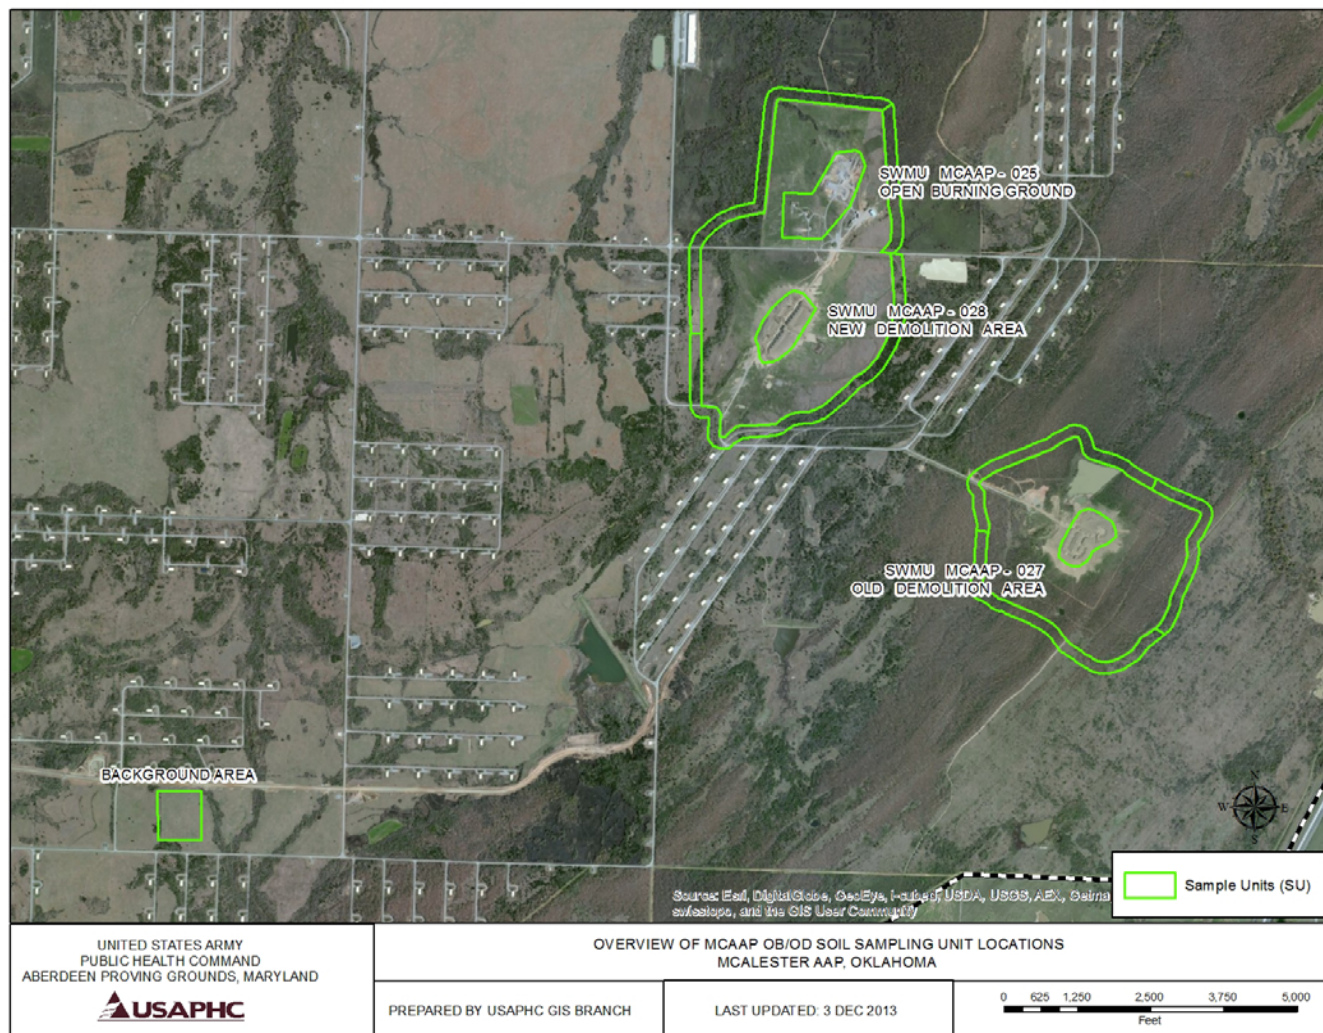 SWMU MCAAP - 025
OPEN BURNING GROUND
SWMU MCAAP - 028
NEW DEMOLITION AREA
SWMU MCAAP - 027
OLD DEMOLITION AREA
BACKGROUND AREA
N
W E
S
Sample Units (SU)
Source: Esri, DigitalGlobe, GeoEye, i-cubed, USDA, USGS, AEX, Getma
swisstopo, and the GIS User Community
UNITED STATES ARMY
PUBLIC HEALTH COMMAND
ABERDEEN PROVING GROUNDS, MARYLAND
USAPHC
OVERVIEW OF MCAAP OB/OD SOIL SAMPLING UNIT LOCATIONS
MCALESTER AAP, OKLAHOMA
PREPARED BY USAPHC GIS BRANCH
LAST UPDATED: 3 DEC 2013
0 625 1,250 2,500 3,750 5,000
Feet